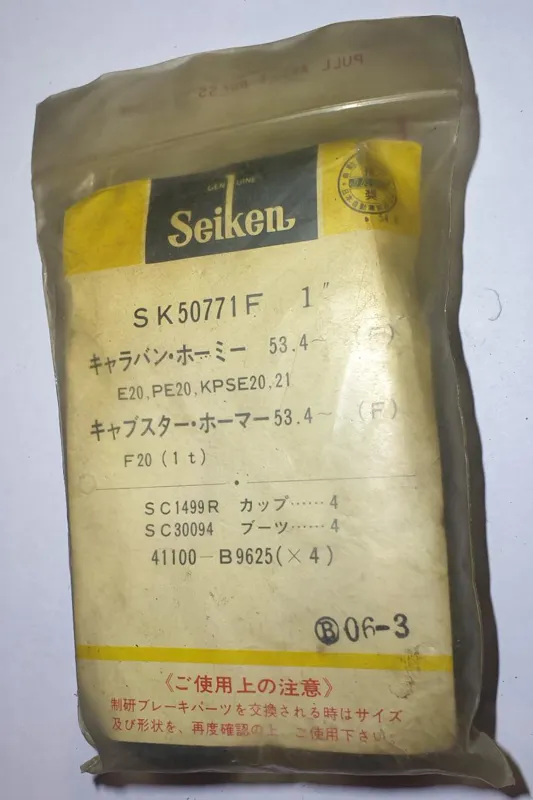 PULL
GENUINE
Seiken
SK50771F 1"
キャラバン・ホーミー 53.4~ (F)
E20,PE20,KPSE20,21
キャブスター・ホーマー 53.4~ (F)
F20(1t)
SC1499R カップ……4
SC30094 ブーツ……4
41100-B9625(×4)
Ⓑ06-3
《ご使用上の注意》
制研ブレーキパーツを交換される時はサイズ
及び形状を、再度確認の上、ご使用下さい。